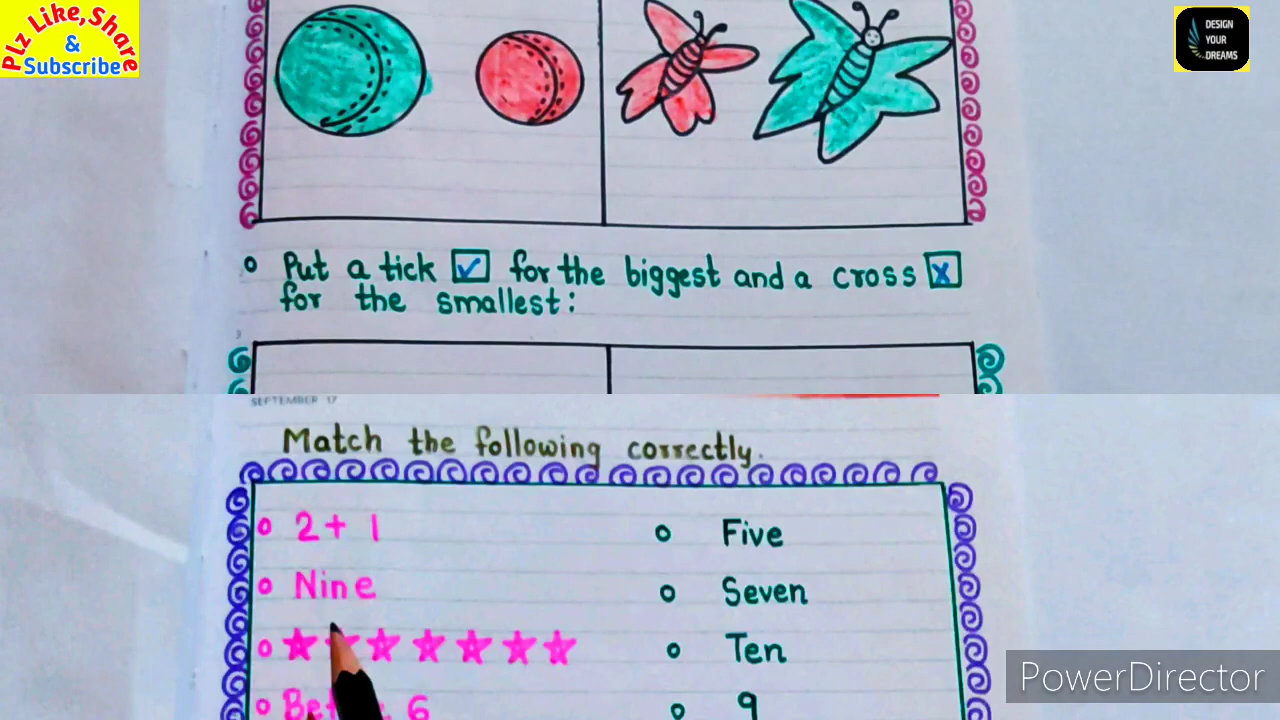 Plz Like, Share
&
Subscribe
DESIGN
YOUR
DREAMS
Put a tick ✓ for the biggest and a cross x
for the smallest:
SEPTEMBER 17
Match the following correctly.
2 + 1 Five
Nine Seven
Ten
6 9
PowerDirector